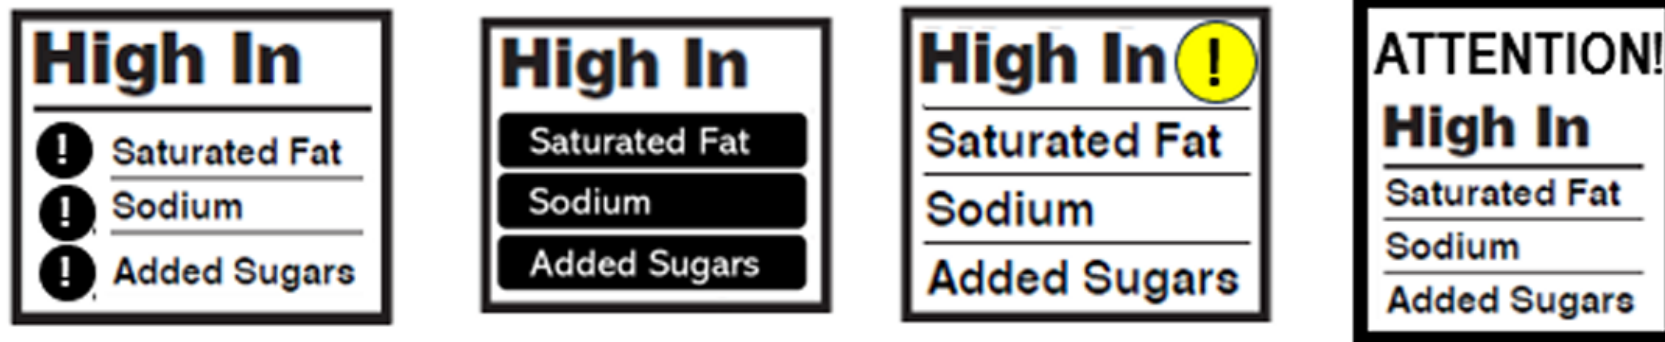 High In
! Saturated Fat
! Sodium
! Added Sugars
High In
Saturated Fat
Sodium
Added Sugars
High In !
Saturated Fat
Sodium
Added Sugars
ATTENTION!
High In
Saturated Fat
Sodium
Added Sugars